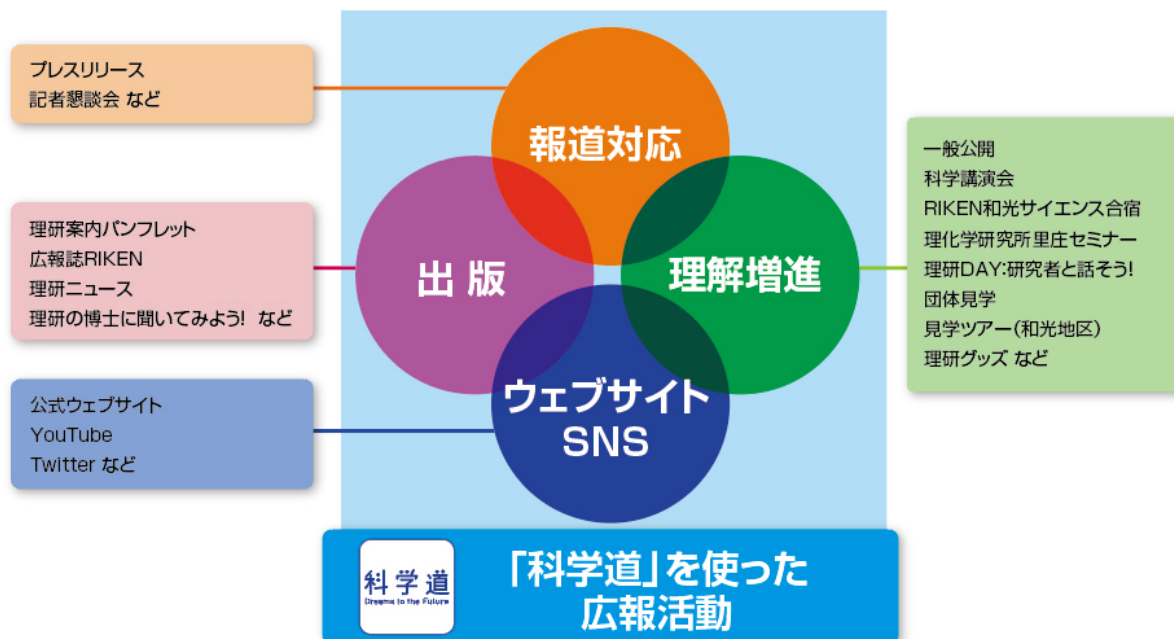 プレスリリース
記者懇談会 など
報道対応
一般公開
科学講演会
RIKEN和光サイエンス合宿
理化学研究所里庄セミナー
理研DAY:研究者と話そう!
団体見学
見学ツアー(和光地区)
理研グッズ など
理研案内パンフレット
広報誌RIKEN
理研ニュース
理研の博士に聞いてみよう! など
出版
理解増進
公式ウェブサイト
YouTube
Twitter など
ウェブサイト
SNS
科学道
Dreams to the Future
「科学道」を使った
広報活動